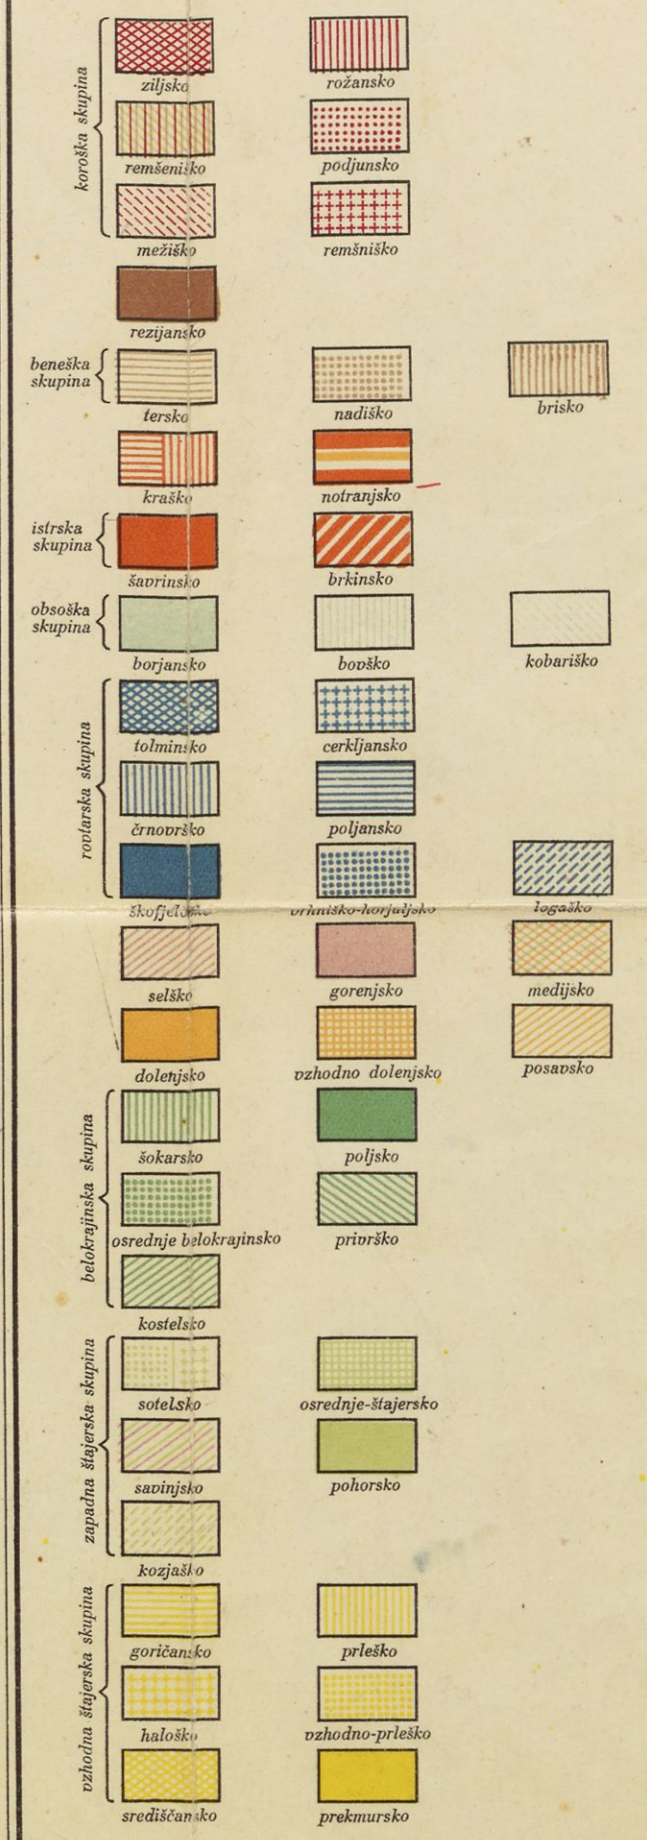 koroška skupina
ziljsko
rožansko
remšeniško
podjunsko
mežiško
remšniško
rezijansko
beneška
skupina
tersko
nadiško
brisko
kraško
notranjsko
istrska
skupina
šavrinsko
brkinsko
obsoška
skupina
borjansko
bovško
kobariško
rovtarska skupina
tolminsko
cerkljansko
črnovrško
poljansko
škofjeloško
vrhniško-horjuljsko
logaško
selško
gorenjsko
medijsko
dolenjsko
vzhodno dolenjsko
posavsko
belokrajinska skupina
šokarsko
poljsko
osrednje belokrajinsko
privrško
kostelsko
zapadna štajerska skupina
sotelsko
osrednje-štajersko
savinjsko
pohorsko
kozjaško
vzhodna štajerska skupina
goričansko
prleško
haloško
vzhodno-prleško
središčansko
prekmursko